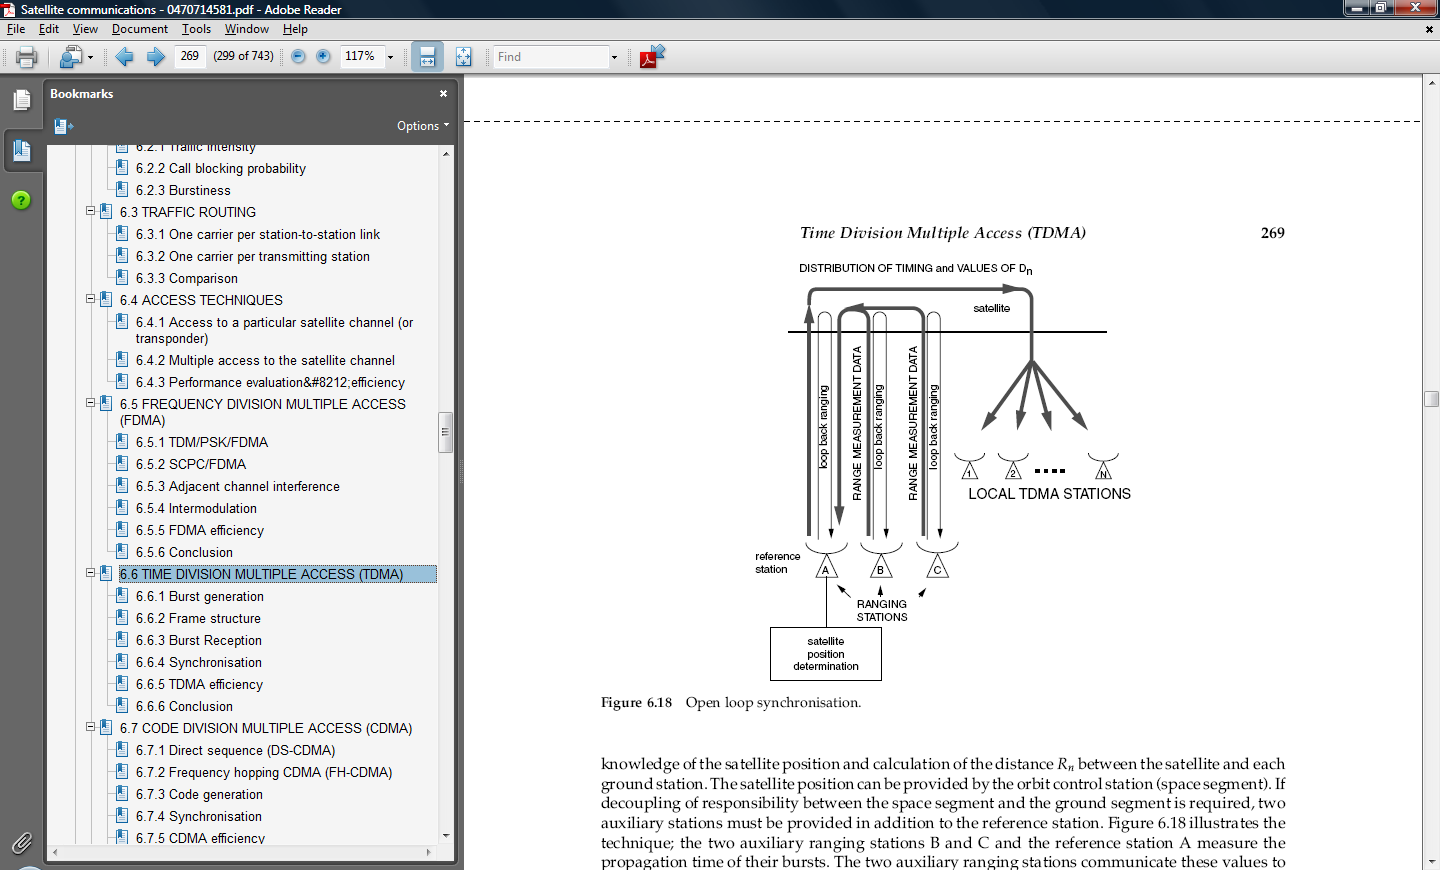 Satellite communications - 0470714581.pdf - Adobe Reader
File Edit View Document Tools Window Help
269 (299 of 743) 117% Find
Bookmarks
Options
6.2.1 Traffic intensity
6.2.2 Call blocking probability
6.2.3 Burstiness
6.3 TRAFFIC ROUTING
6.3.1 One carrier per station-to-station link
6.3.2 One carrier per transmitting station
6.3.3 Comparison
6.4 ACCESS TECHNIQUES
6.4.1 Access to a particular satellite channel (or
transponder)
6.4.2 Multiple access to the satellite channel
6.4.3 Performance evaluation&#8212;efficiency
6.5 FREQUENCY DIVISION MULTIPLE ACCESS
(FDMA)
6.5.1 TDM/PSK/FDMA
6.5.2 SCPC/FDMA
6.5.3 Adjacent channel interference
6.5.4 Intermodulation
6.5.5 FDMA efficiency
6.5.6 Conclusion
6.6 TIME DIVISION MULTIPLE ACCESS (TDMA)
6.6.1 Burst generation
6.6.2 Frame structure
6.6.3 Burst Reception
6.6.4 Synchronisation
6.6.5 TDMA efficiency
6.6.6 Conclusion
6.7 CODE DIVISION MULTIPLE ACCESS (CDMA)
6.7.1 Direct sequence (DS-CDMA)
6.7.2 Frequency hopping CDMA (FH-CDMA)
6.7.3 Code generation
6.7.4 Synchronisation
6.7.5 CDMA efficiency
Time Division Multiple Access (TDMA) 269
DISTRIBUTION OF TIMING and VALUES OF Dn
satellite
loop back ranging
RANGE MEASUREMENT DATA
loop back ranging
RANGE MEASUREMENT DATA
loop back ranging
1 2 N
LOCAL TDMA STATIONS
reference
station
A B C
RANGING
STATIONS
satellite
position
determination
Figure 6.18 Open loop synchronisation.
knowledge of the satellite position and calculation of the distance Rn between the satellite and each
ground station. The satellite position can be provided by the orbit control station (space segment). If
decoupling of responsibility between the space segment and the ground segment is required, two
auxiliary stations must be provided in addition to the reference station. Figure 6.18 illustrates the
technique; the two auxiliary ranging stations B and C and the reference station A measure the
propagation time of their bursts. The two auxiliary ranging stations communicate these values to